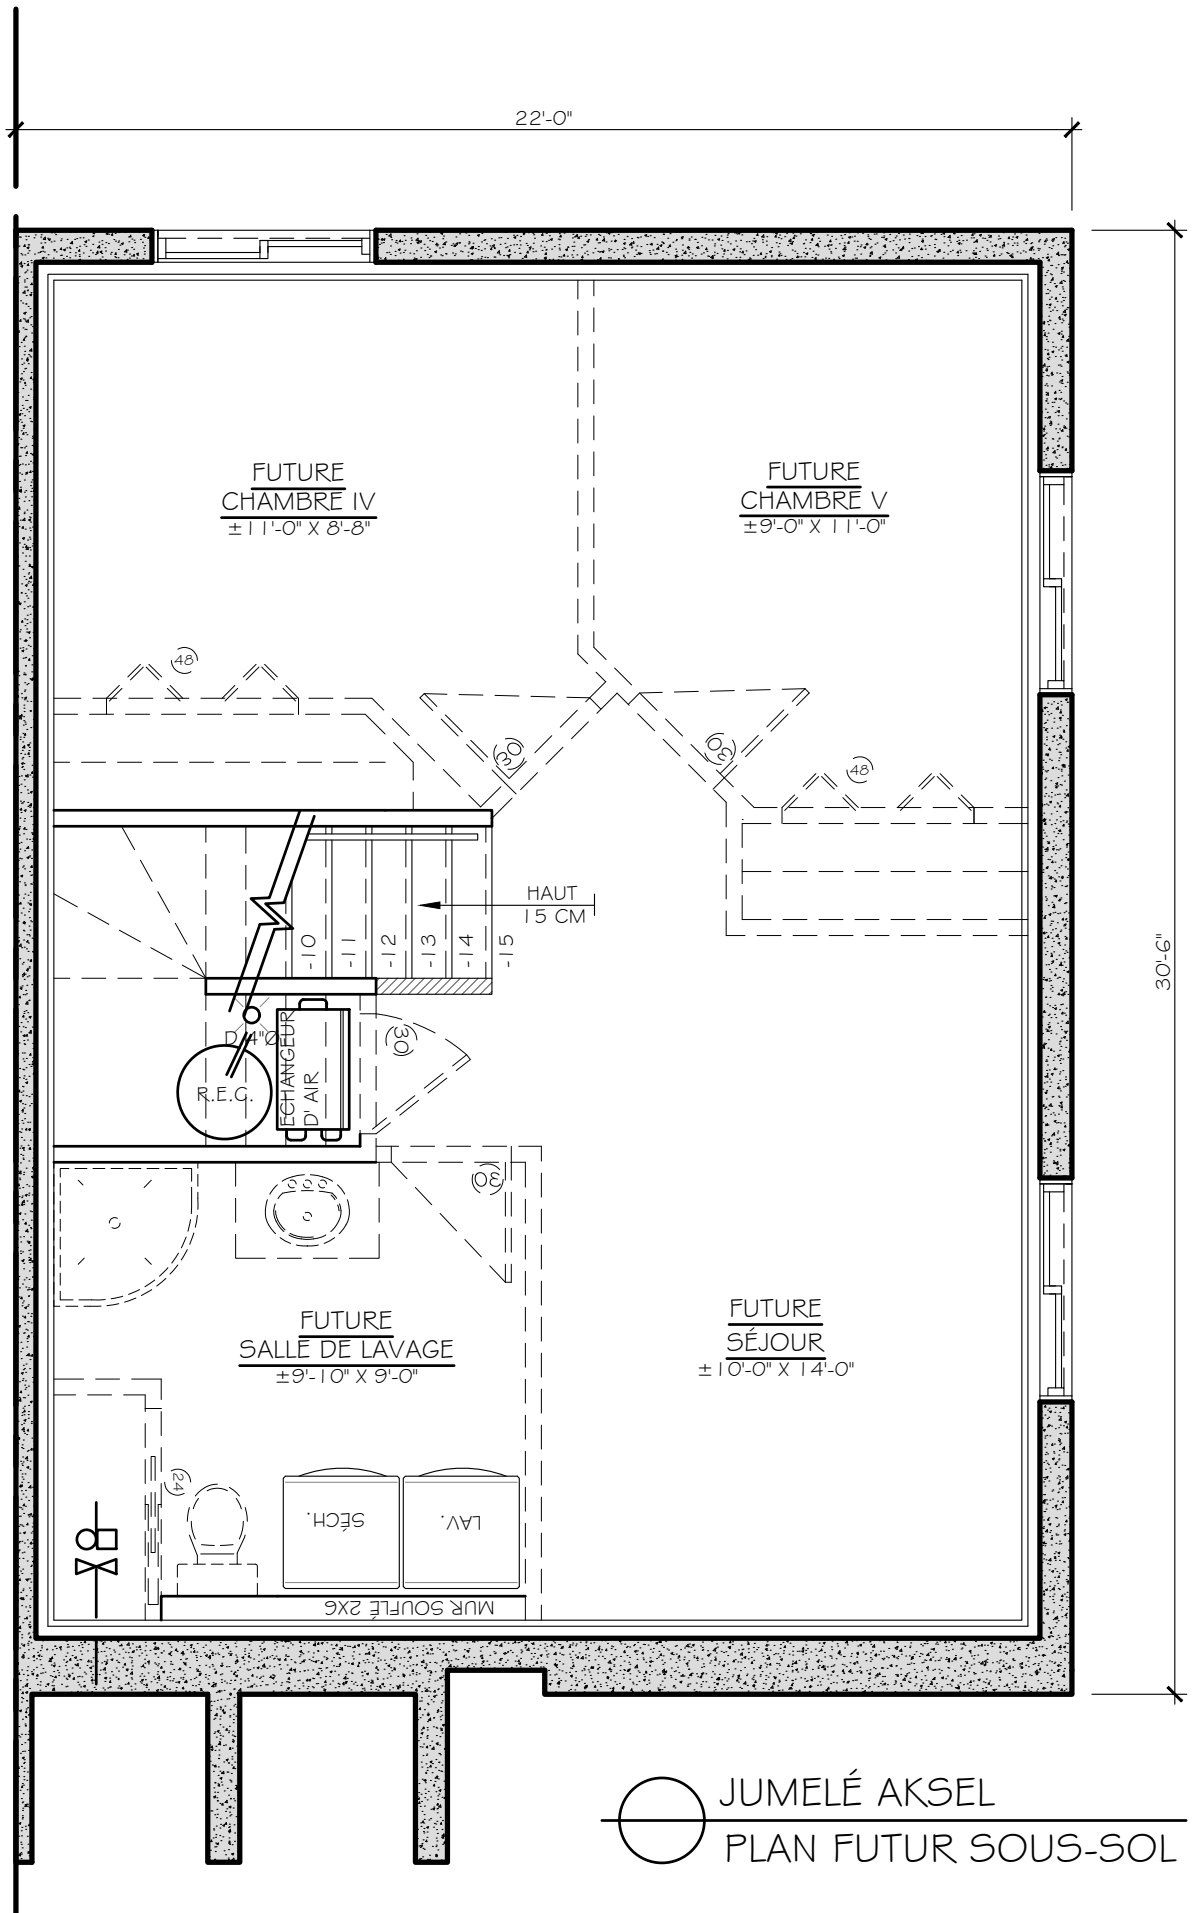 22'-0"
FUTURE
CHAMBRE IV
±11'-0" X 8'-8"
FUTURE
CHAMBRE V
±9'-0" X 11'-0"
48
30
30
48
HAUT
15 CM
-10
-11
-12
-13
-14
-15
30'-6"
D.4"Ø
ECHANGEUR
D' AIR
R.E.C.
30
30
FUTURE
SALLE DE LAVAGE
±9'-10" X 9'-0"
FUTURE
SÉJOUR
±10'-0" X 14'-0"
24
SÉCH.
LAV.
MUR SOUFLÉ 2X6
JUMELÉ AKSEL
PLAN FUTUR SOUS-SOL